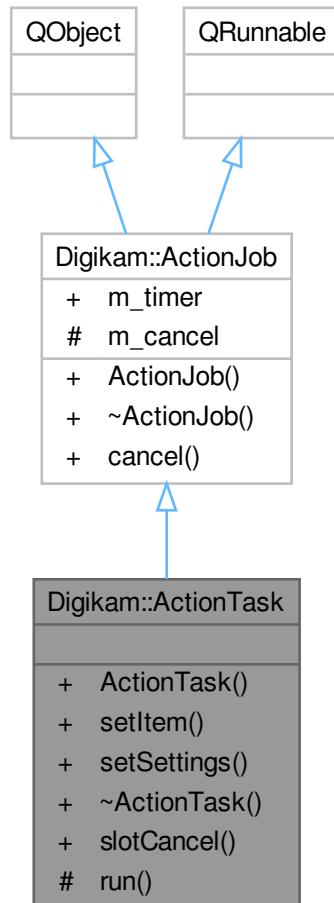 QObject
QRunnable
Digikam::ActionJob
+ m_timer
# m_cancel
+ ActionJob()
+ ~ActionJob()
+ cancel()
Digikam::ActionTask
+ ActionTask()
+ setItem()
+ setSettings()
+ ~ActionTask()
+ slotCancel()
# run()